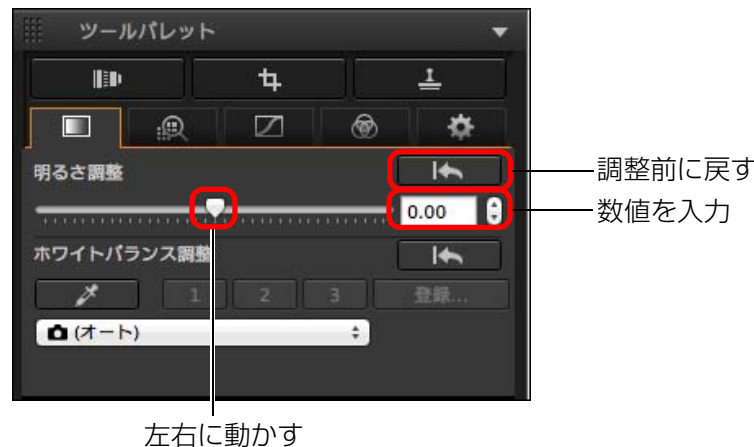 ツールパレット
明るさ調整
調整前に戻す
0.00
数値を入力
ホワイトバランス調整
1 2 3 登録...
(オート)
左右に動かす